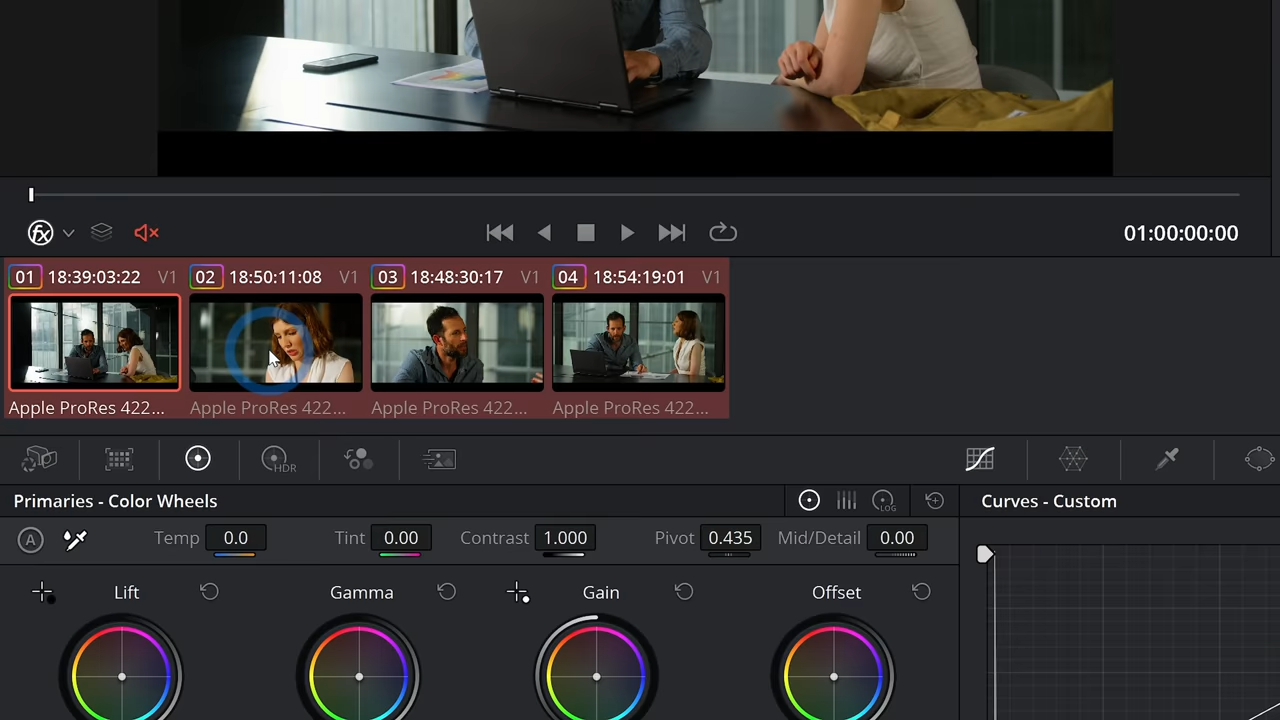 fx
01:00:00:00
01 18:39:03:22 V1 02 18:50:11:08 V1 03 18:48:30:17 V1 04 18:54:19:01 V1
Apple ProRes 422... Apple ProRes 422... Apple ProRes 422... Apple ProRes 422...
HDR
Primaries - Color Wheels LOG Curves - Custom
A Temp 0.0 Tint 0.00 Contrast 1.000 Pivot 0.435 Mid/Detail 0.00
Lift Gamma Gain Offset